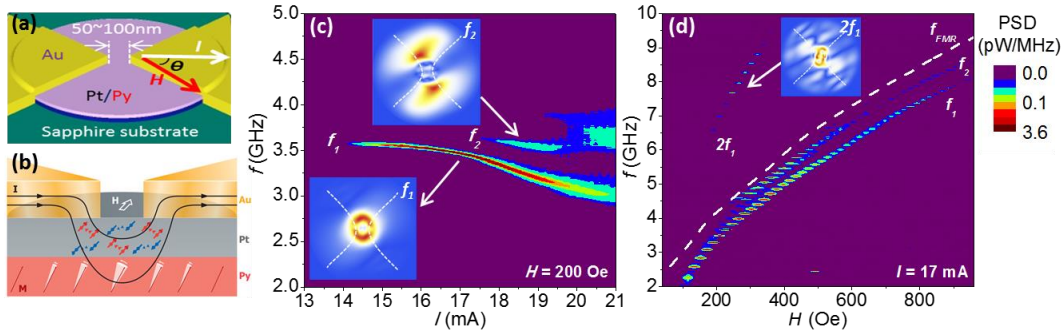 (a)
50~100nm
I
Au
Θ
H
Pt/Py
Sapphire substrate
(b)
I
H
Au
Pt
Py
M
(c)
f (GHz)
5.0
4.5
4.0
3.5
3.0
2.5
2.0
f₂
f₁
f₂
f₁
H = 200 Oe
13 14 15 16 17 18 19 20 21
I (mA)
(d)
f (GHz)
10
9
8
7
6
5
4
3
2
2f₁
f_FMR
f₂
f₁
2f₁
I = 17 mA
200 400 600 800
H (Oe)
PSD
(pW/MHz)
0.0
0.1
3.6